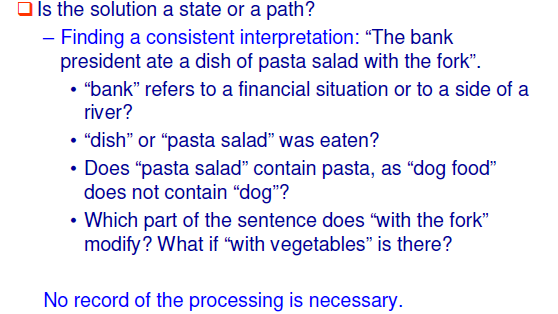 Is the solution a state or a path?
– Finding a consistent interpretation: “The bank
president ate a dish of pasta salad with the fork”.
• “bank” refers to a financial situation or to a side of a
river?
• “dish” or “pasta salad” was eaten?
• Does “pasta salad” contain pasta, as “dog food”
does not contain “dog”?
• Which part of the sentence does “with the fork”
modify? What if “with vegetables” is there?
No record of the processing is necessary.